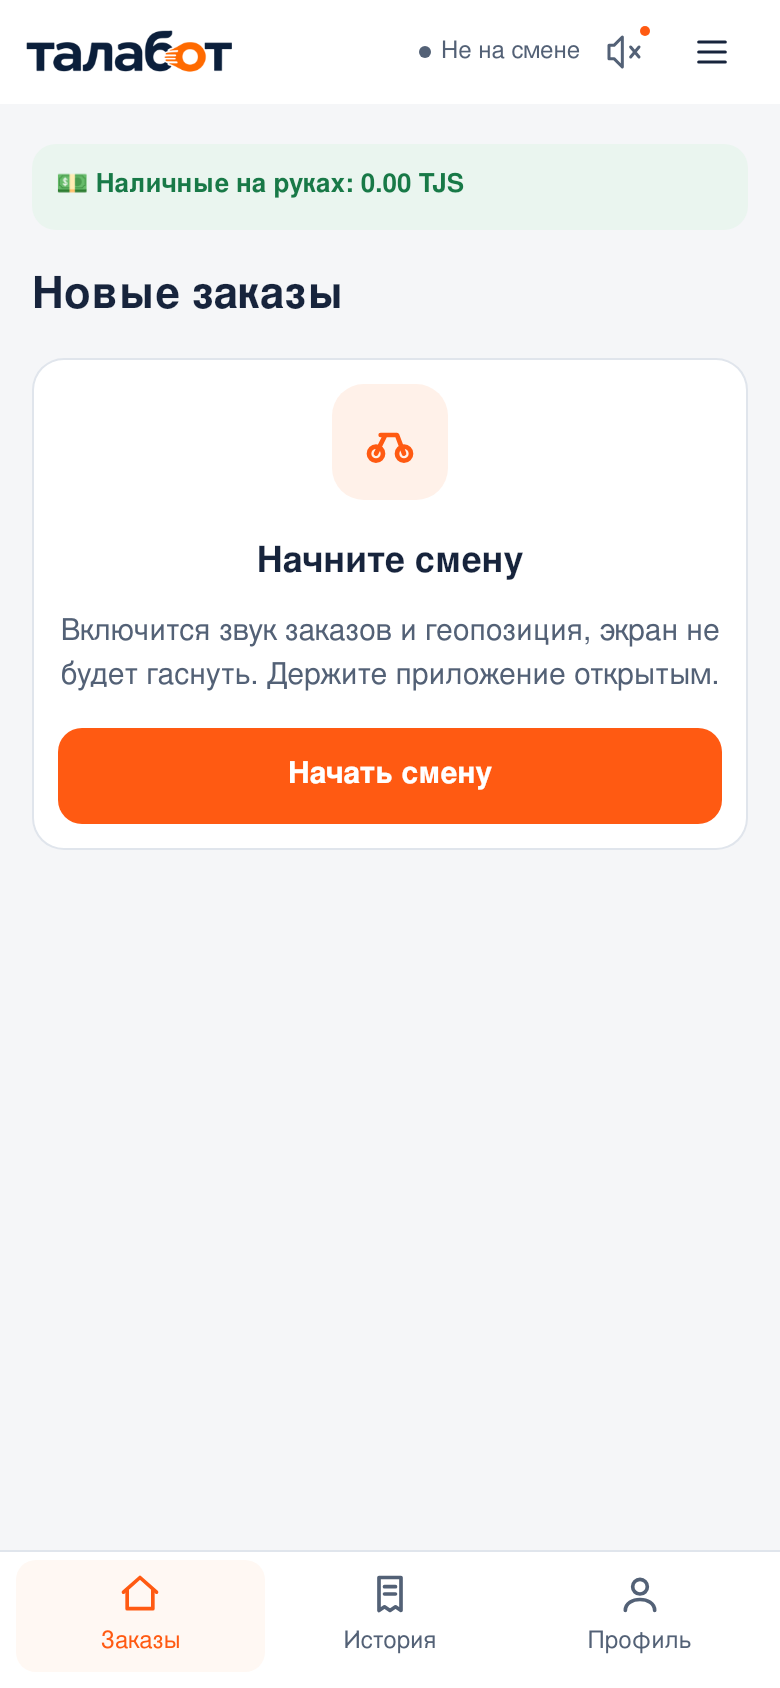 талабот
Не на смене
Наличные на руках: 0.00 TJS
Новые заказы
Начните смену
Включится звук заказов и геопозиция, экран не
будет гаснуть. Держите приложение открытым.
Начать смену
Заказы
История
Профиль